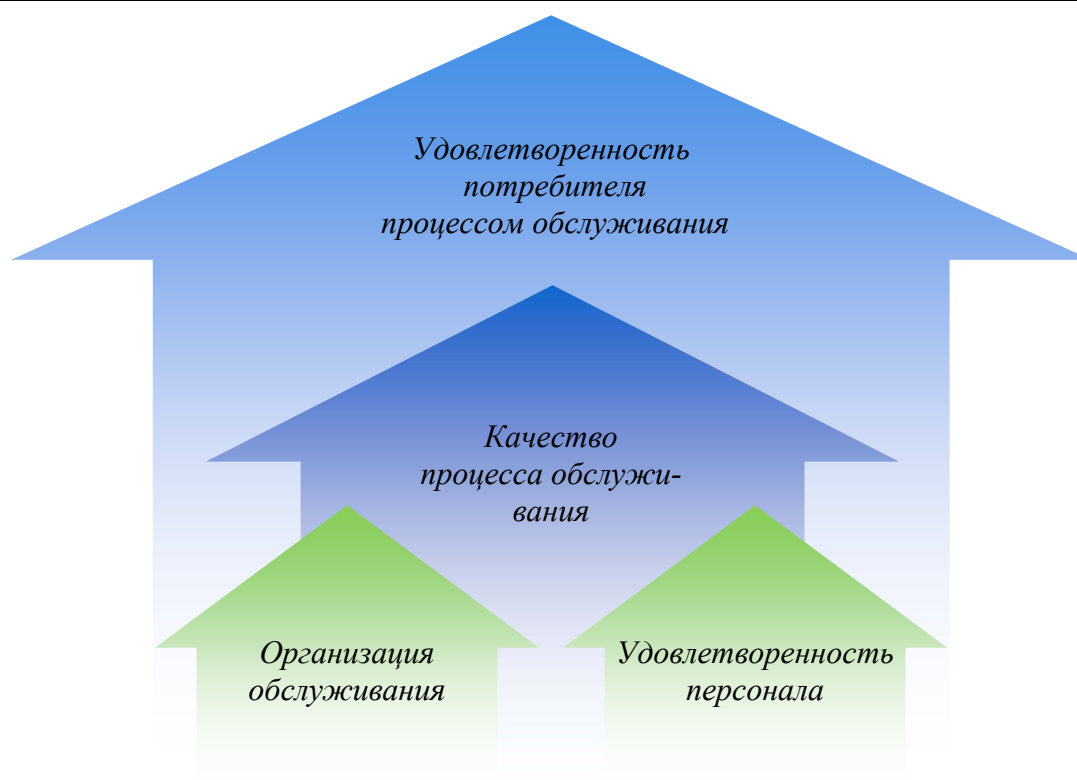 Удовлетворенность
потребителя
процессом обслуживания
Качество
процесса обслужи-
вания
Организация
обслуживания
Удовлетворенность
персонала